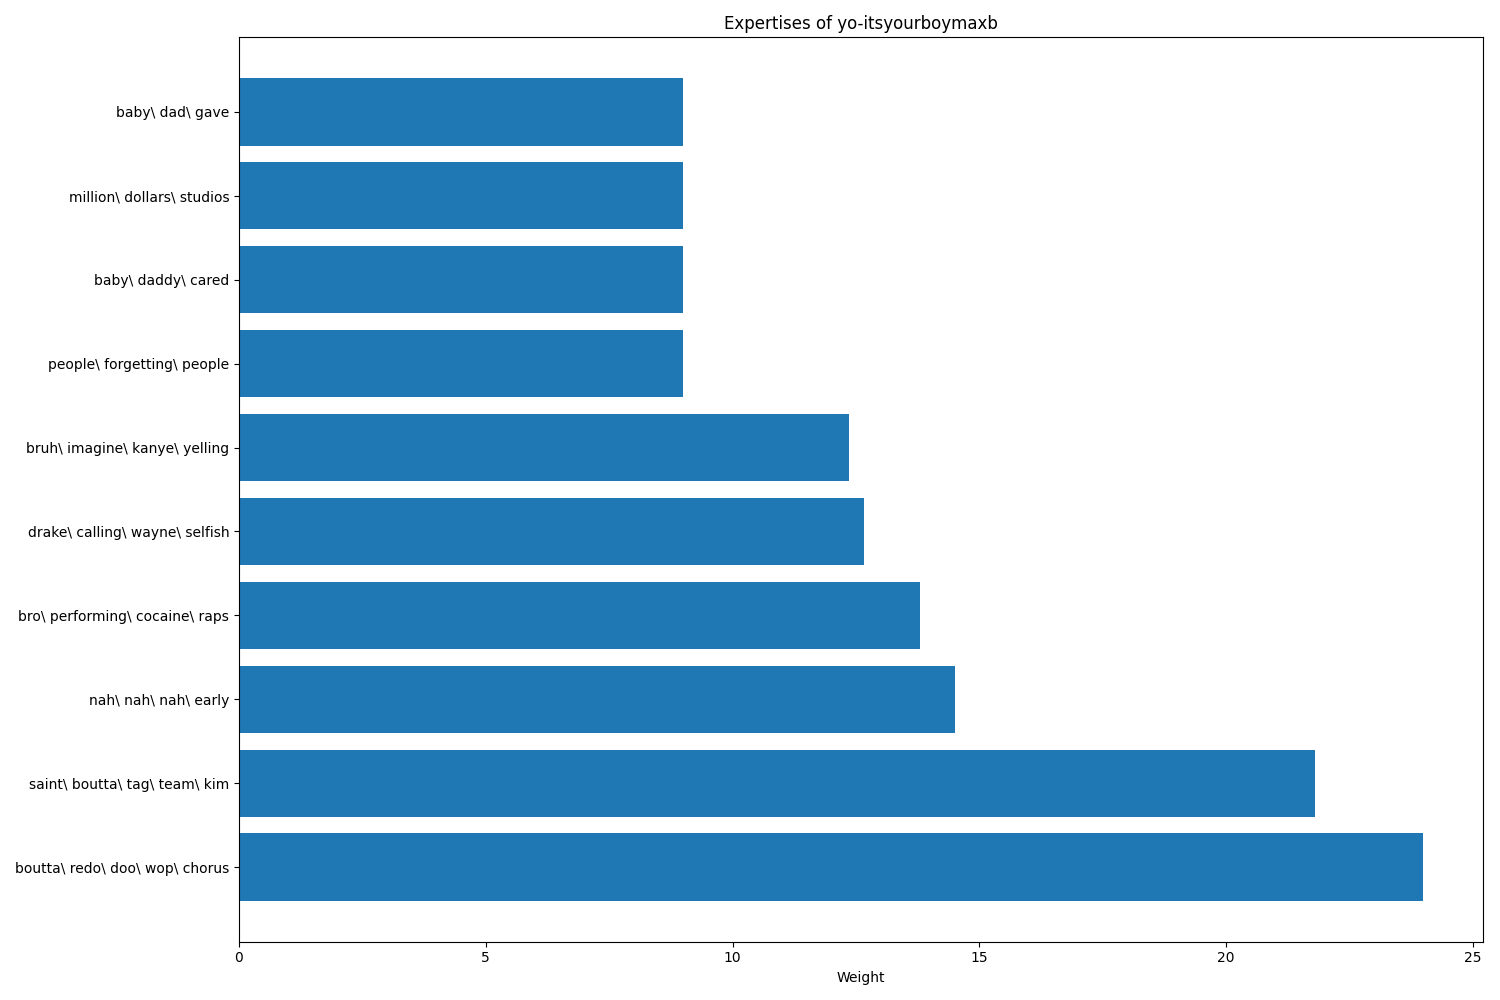 Expertises of yo-itsyourboymaxb
baby\ dad\ gave
million\ dollars\ studios
baby\ daddy\ cared
people\ forgetting\ people
bruh\ imagine\ kanye\ yelling
drake\ calling\ wayne\ selfish
bro\ performing\ cocaine\ raps
nah\ nah\ nah\ early
saint\ boutta\ tag\ team\ kim
boutta\ redo\ doo\ wop\ chorus
0 5 10 15 20 25
Weight